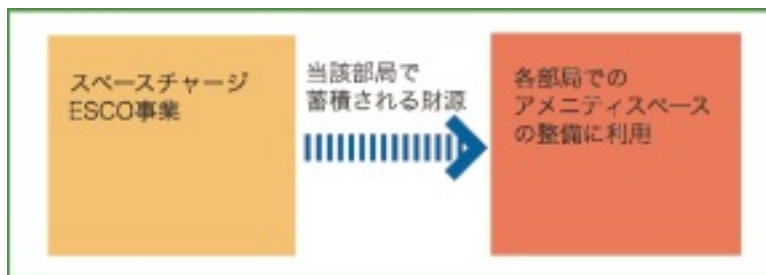 スペースチャージ
ESCO事業
当該部局で
蓄積される財源
各部局での
アメニティスペース
の整備に利用